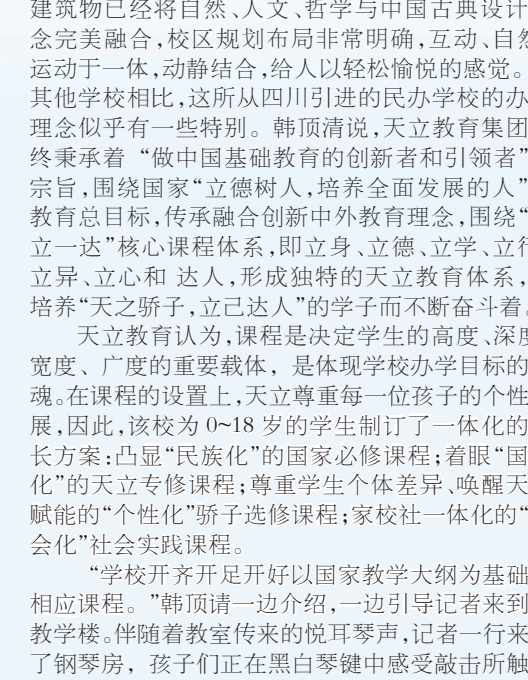 建筑物已经将自然、人文、哲学与中国古典设计
念完美融合,校区规划布局非常明确,互动、自然
运动于一体,动静结合,给人以轻松愉悦的感觉。
其他学校相比,这所从四川引进的民办学校的办
理念似乎有一些特别。韩顶清说,天立教育集团
终秉承着 “做中国基础教育的创新者和引领者”
宗旨,围绕国家“立德树人,培养全面发展的人”
教育总目标,传承融合创新中外教育理念,围绕“
立一达”核心课程体系,即立身、立德、立学、立行
立异、立心和 达人,形成独特的天立教育体系,
培养“天之骄子,立己达人”的学子而不断奋斗着。
天立教育认为,课程是决定学生的高度、深度
宽度、广度的重要载体，是体现学校办学目标的
魂。在课程的设置上,天立尊重每一位孩子的个性
展,因此,该校为 0~18 岁的学生制订了一体化的
长方案:凸显“民族化”的国家必修课程;着眼“国
化”的天立专修课程;尊重学生个体差异、唤醒天
赋能的“个性化”骄子选修课程;家校社一体化的“
会化”社会实践课程。
“学校开齐开足开好以国家教学大纲为基础
相应课程。”韩顶请一边介绍,一边引导记者来到
教学楼。伴随着教室传来的悦耳琴声,记者一行来
了钢琴房，孩子们正在黑白琴键中感受敲击所触